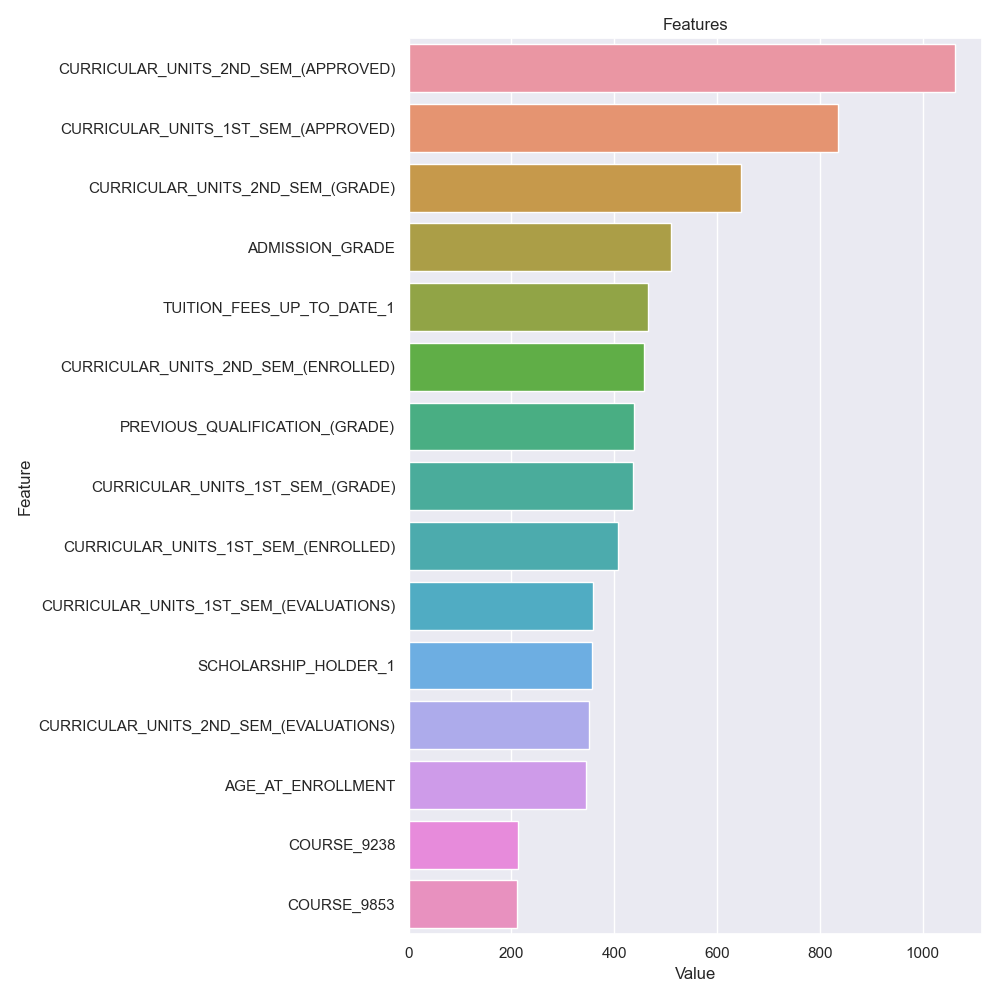 Features
CURRICULAR_UNITS_2ND_SEM_(APPROVED)
CURRICULAR_UNITS_1ST_SEM_(APPROVED)
CURRICULAR_UNITS_2ND_SEM_(GRADE)
ADMISSION_GRADE
TUITION_FEES_UP_TO_DATE_1
CURRICULAR_UNITS_2ND_SEM_(ENROLLED)
PREVIOUS_QUALIFICATION_(GRADE)
CURRICULAR_UNITS_1ST_SEM_(GRADE)
CURRICULAR_UNITS_1ST_SEM_(ENROLLED)
CURRICULAR_UNITS_1ST_SEM_(EVALUATIONS)
SCHOLARSHIP_HOLDER_1
CURRICULAR_UNITS_2ND_SEM_(EVALUATIONS)
AGE_AT_ENROLLMENT
COURSE_9238
COURSE_9853
Feature
0 200 400 600 800 1000
Value